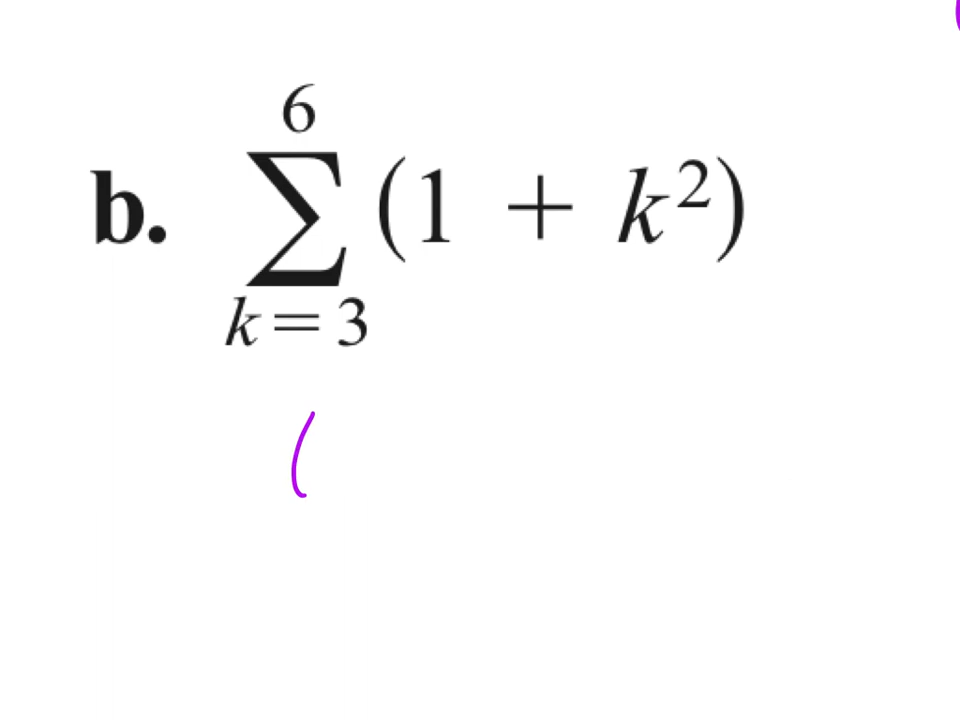 6
b. ∑ (1 + k²)
k=3
(